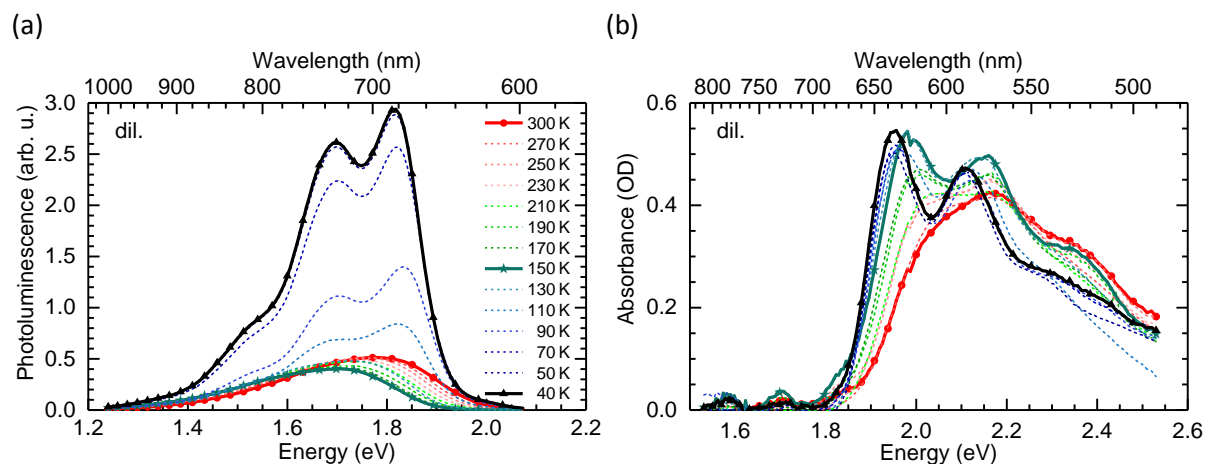 (a)
(b)
Wavelength (nm)
1000 900 800 700 600
Photoluminescence (arb. u.)
3.0
2.5
2.0
1.5
1.0
0.5
0.0
dil.
300 K
270 K
250 K
230 K
210 K
190 K
170 K
150 K
130 K
110 K
90 K
70 K
50 K
40 K
1.2 1.4 1.6 1.8 2.0 2.2
Energy (eV)
Wavelength (nm)
800 750 700 650 600 550 500
Absorbance (OD)
0.6
0.4
0.2
0.0
dil.
1.6 1.8 2.0 2.2 2.4 2.6
Energy (eV)